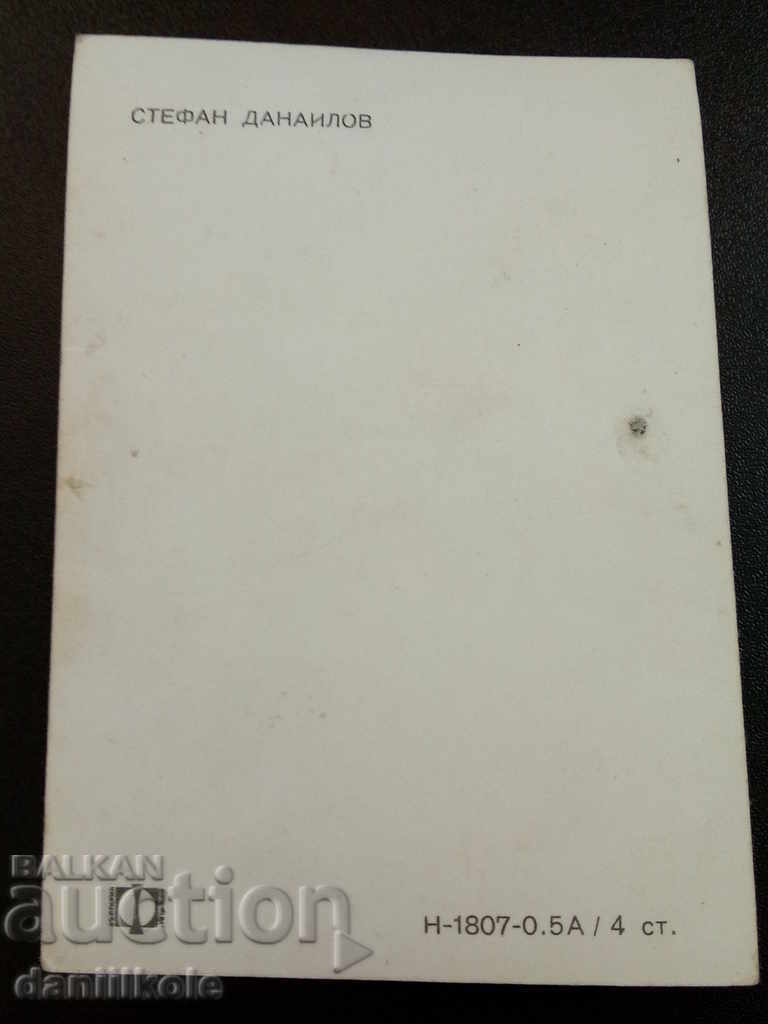 СТЕФАН ДАНАИЛОВ
BALKAN
auction
Н-1807-0.5А / 4 ст.
daniilkole